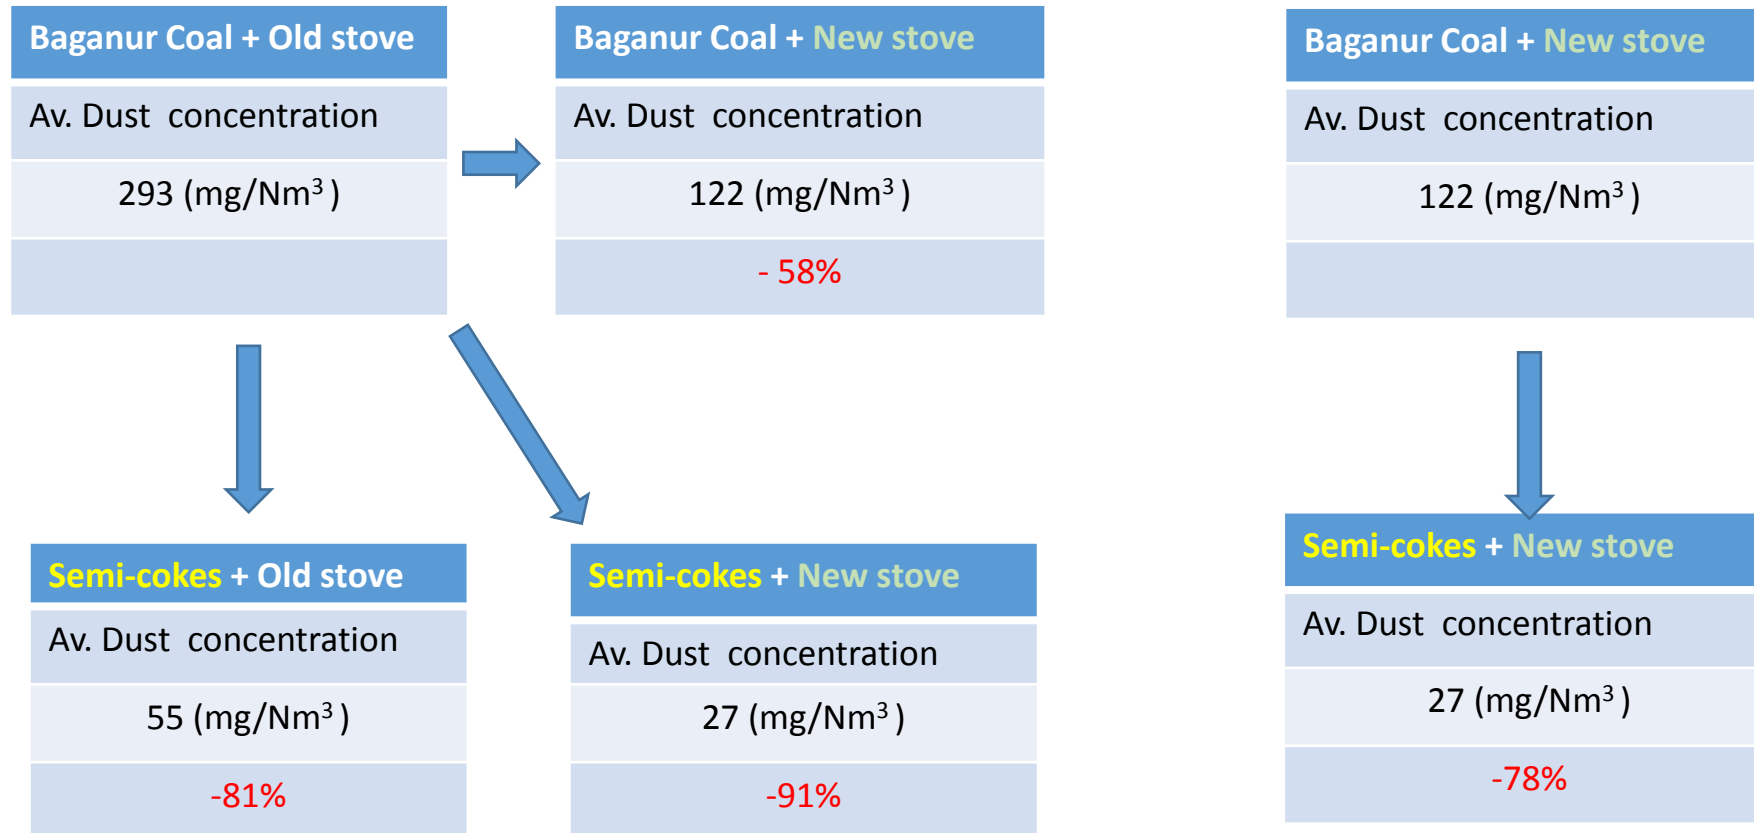 Baganur Coal + Old stove
Av. Dust concentration
293 (mg/Nm³ )
Baganur Coal + New stove
Av. Dust concentration
122 (mg/Nm³ )
- 58%
Baganur Coal + New stove
Av. Dust concentration
122 (mg/Nm³ )
Semi-cokes + Old stove
Av. Dust concentration
55 (mg/Nm³ )
-81%
Semi-cokes + New stove
Av. Dust concentration
27 (mg/Nm³ )
-91%
Semi-cokes + New stove
Av. Dust concentration
27 (mg/Nm³ )
-78%